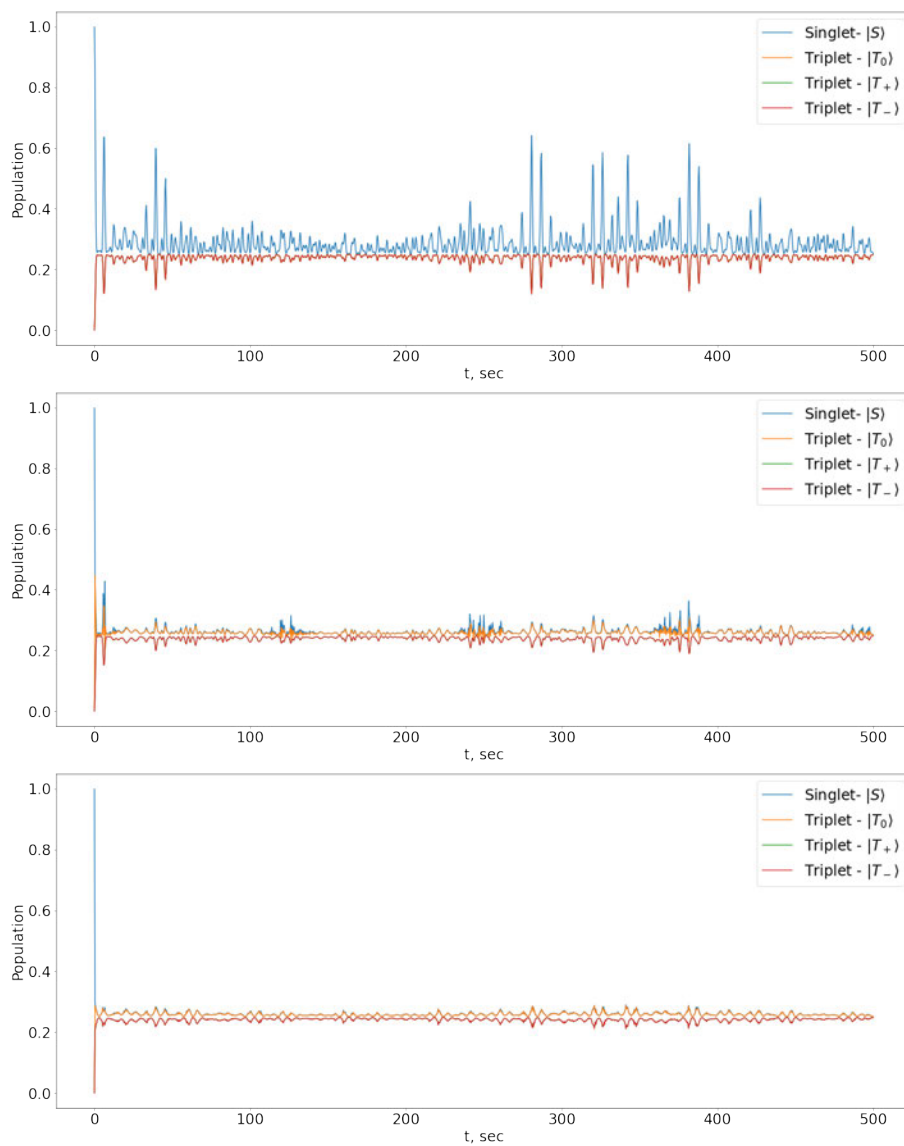 1.0
0.8
0.6
0.4
0.2
0.0
Population
0 100 200 300 400 500
t, sec
Singlet- |S⟩
Triplet - |T₀⟩
Triplet - |T₊⟩
Triplet - |T₋⟩
1.0
0.8
0.6
0.4
0.2
0.0
Population
0 100 200 300 400 500
t, sec
Singlet- |S⟩
Triplet - |T₀⟩
Triplet - |T₊⟩
Triplet - |T₋⟩
1.0
0.8
0.6
0.4
0.2
0.0
Population
0 100 200 300 400 500
t, sec
Singlet- |S⟩
Triplet - |T₀⟩
Triplet - |T₊⟩
Triplet - |T₋⟩